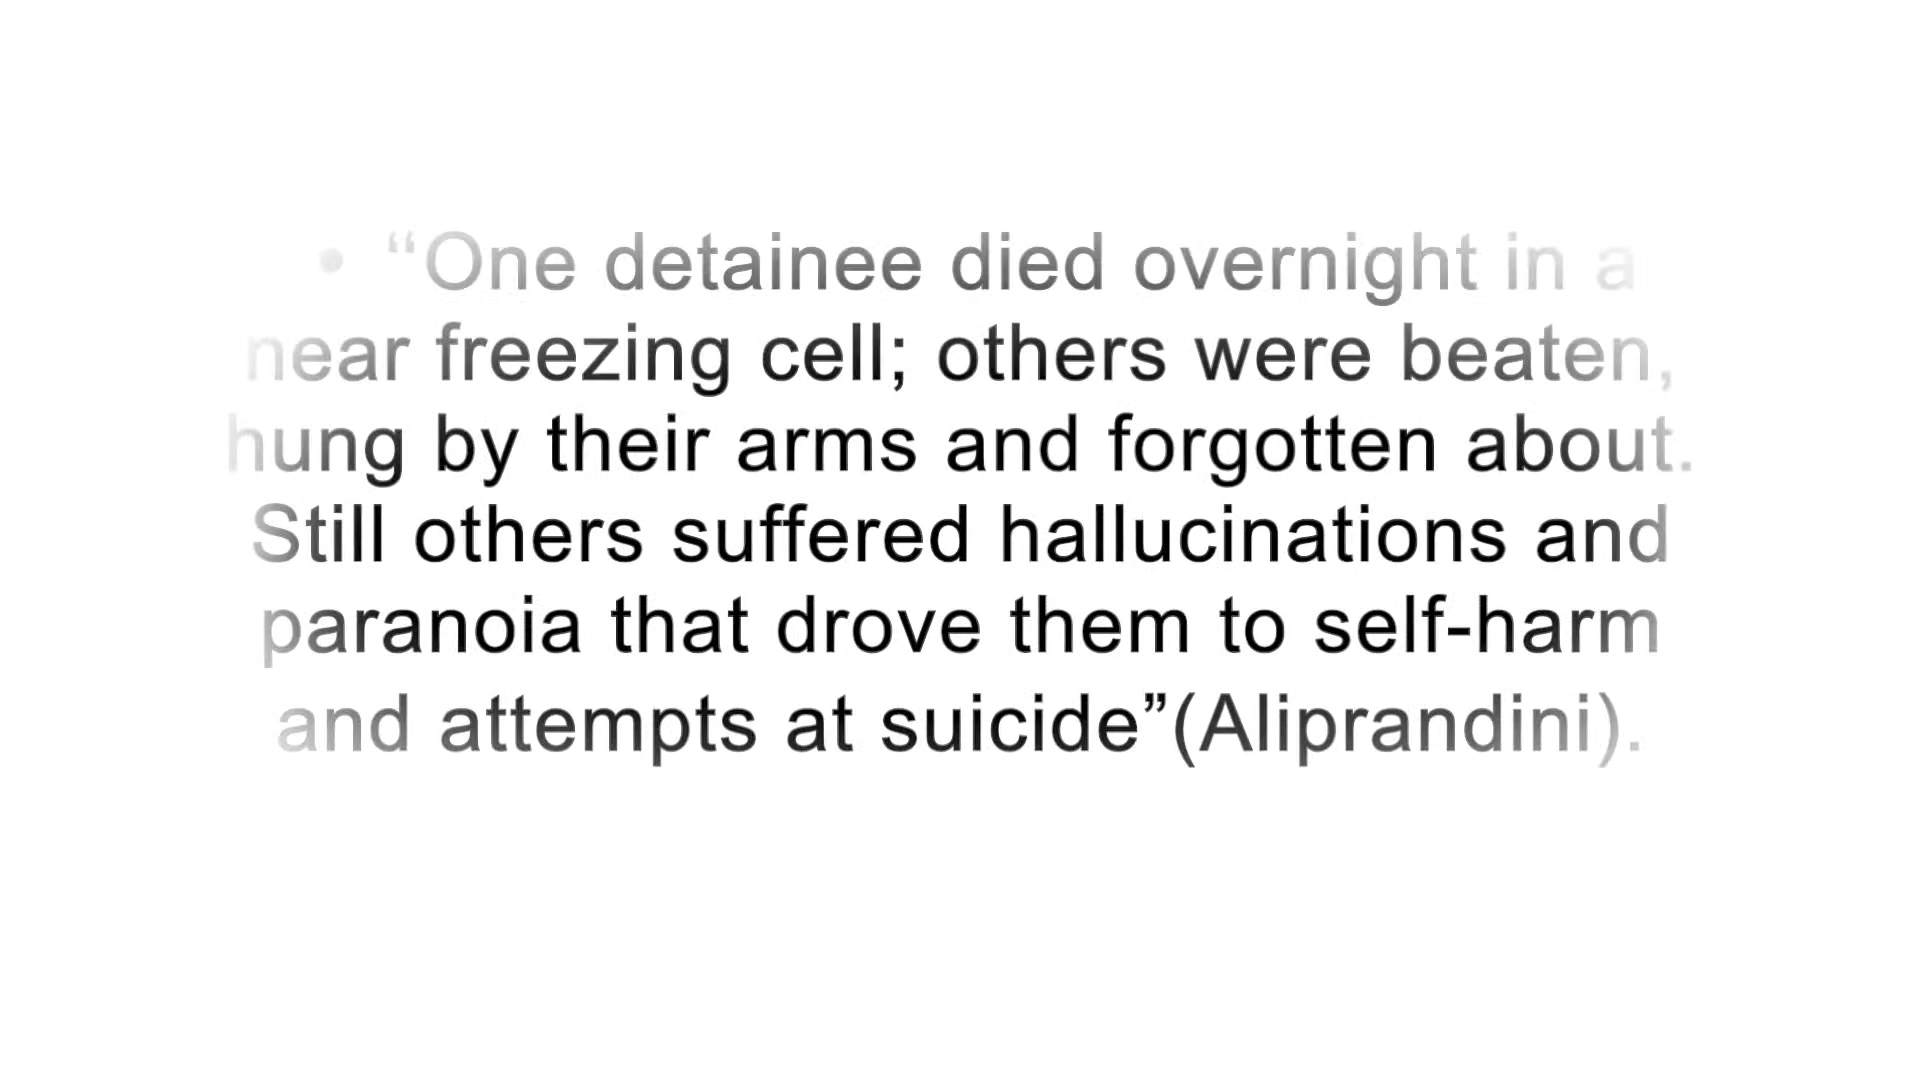 • “One detainee died overnight in a
near freezing cell; others were beaten,
hung by their arms and forgotten about.
Still others suffered hallucinations and
paranoia that drove them to self-harm
and attempts at suicide”(Aliprandini).